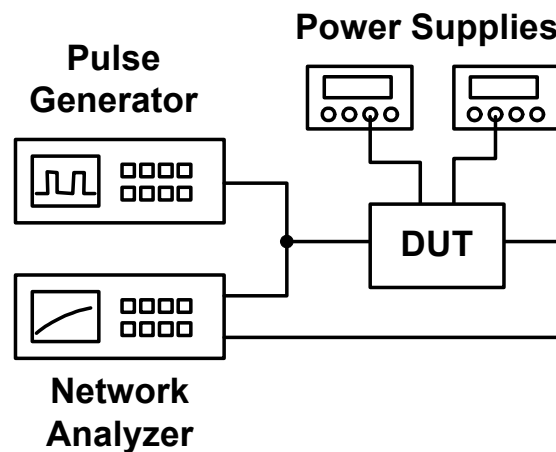 Power Supplies
Pulse
Generator
DUT
Network
Analyzer